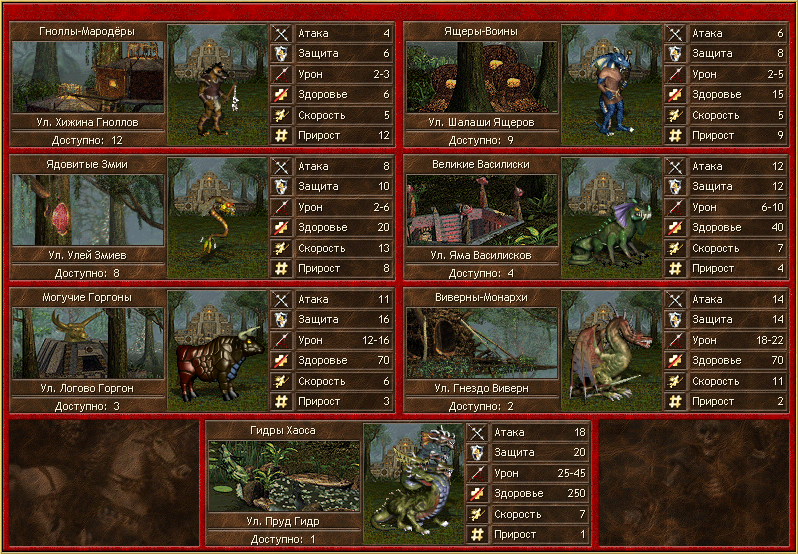 Гноллы-Мародёры
Ул. Хижина Гноллов
Доступно: 12
Атака 4
Защита 6
Урон 2-3
Здоровье 6
Скорость 5
Прирост 12
Ящеры-Воины
Ул. Шалаши Ящеров
Доступно: 9
Атака 6
Защита 8
Урон 2-5
Здоровье 15
Скорость 5
Прирост 9
Ядовитые Змии
Ул. Улей Змиев
Доступно: 8
Атака 8
Защита 10
Урон 2-6
Здоровье 20
Скорость 13
Прирост 8
Великие Василиски
Ул. Яма Василисков
Доступно: 4
Атака 12
Защита 12
Урон 6-10
Здоровье 40
Скорость 7
Прирост 4
Могучие Горгоны
Ул. Логово Горгон
Доступно: 3
Атака 11
Защита 16
Урон 12-16
Здоровье 70
Скорость 6
Прирост 3
Виверны-Монархи
Ул. Гнездо Виверн
Доступно: 2
Атака 14
Защита 14
Урон 18-22
Здоровье 70
Скорость 11
Прирост 2
Гидры Хаоса
Ул. Пруд Гидр
Доступно: 1
Атака 18
Защита 20
Урон 25-45
Здоровье 250
Скорость 7
Прирост 1